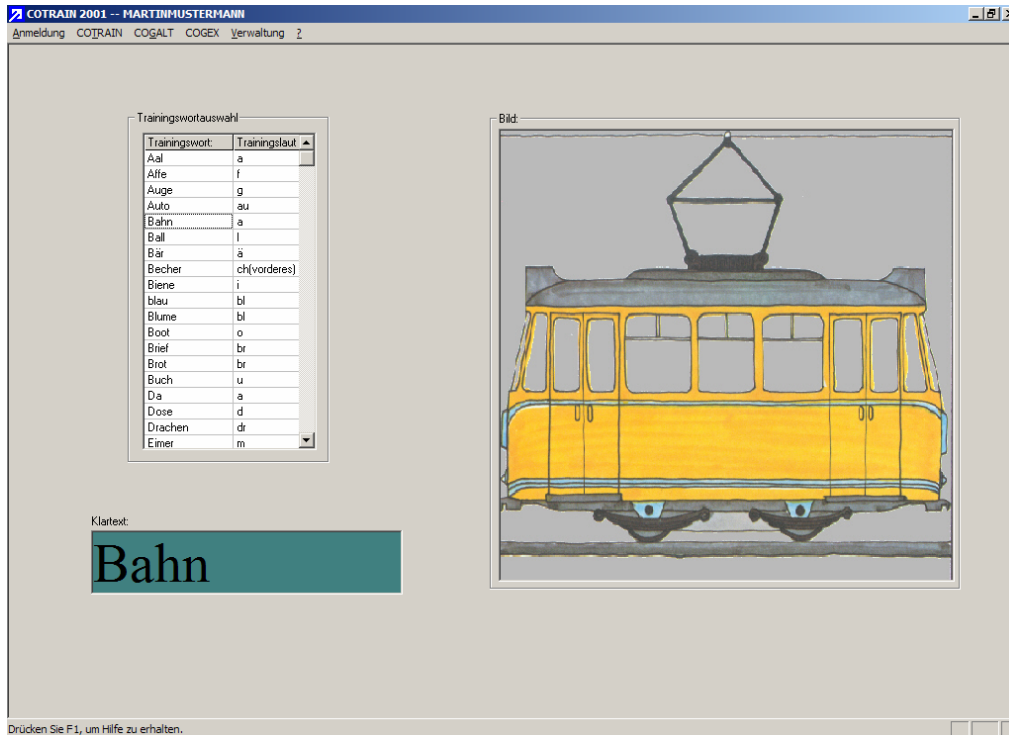 COTRAIN 2001 -- MARTINMUSTERMANN
Anmeldung COTRAIN COGALT COGEX Verwaltung ?
Trainingswortauswahl
Trainingswort: Trainingslaut
Aal a
Affe f
Auge g
Auto au
Bahn a
Ball l
Bär ä
Becher ch(vorderes)
Biene i
blau bl
Blume bl
Boot o
Brief br
Brot br
Buch u
Da a
Dose d
Drachen dr
Eimer m
Bild:
Klartext:
Bahn
Drücken Sie F1, um Hilfe zu erhalten.